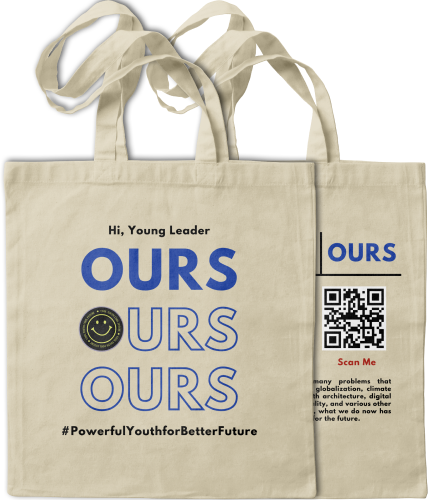 Hi, Young Leader
OURS
OURS
OURS
#PowerfulYouthforBetterFuture
OURS
Scan Me
many problems that
globalization, climate
architecture, digital
and various other
what we do now has
for the future.